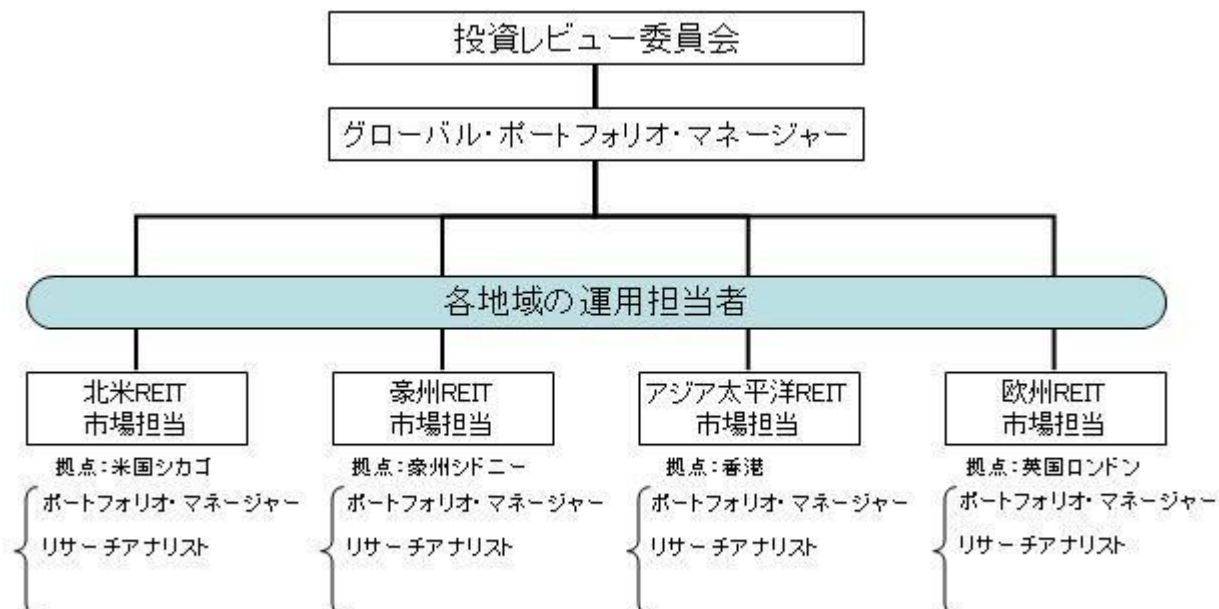 投資レビュー委員会
グローバル・ポートフォリオ・マネージャー
各地域の運用担当者
北米REIT
市場担当
拠点:米国シカゴ
ポートフォリオ・マネージャー
リサーチアナリスト
豪州REIT
市場担当
拠点:豪州シドニー
ポートフォリオ・マネージャー
リサーチアナリスト
アジア太平洋REIT
市場担当
拠点:香港
ポートフォリオ・マネージャー
リサーチアナリスト
欧州REIT
市場担当
拠点:英国ロンドン
ポートフォリオ・マネージャー
リサーチアナリスト